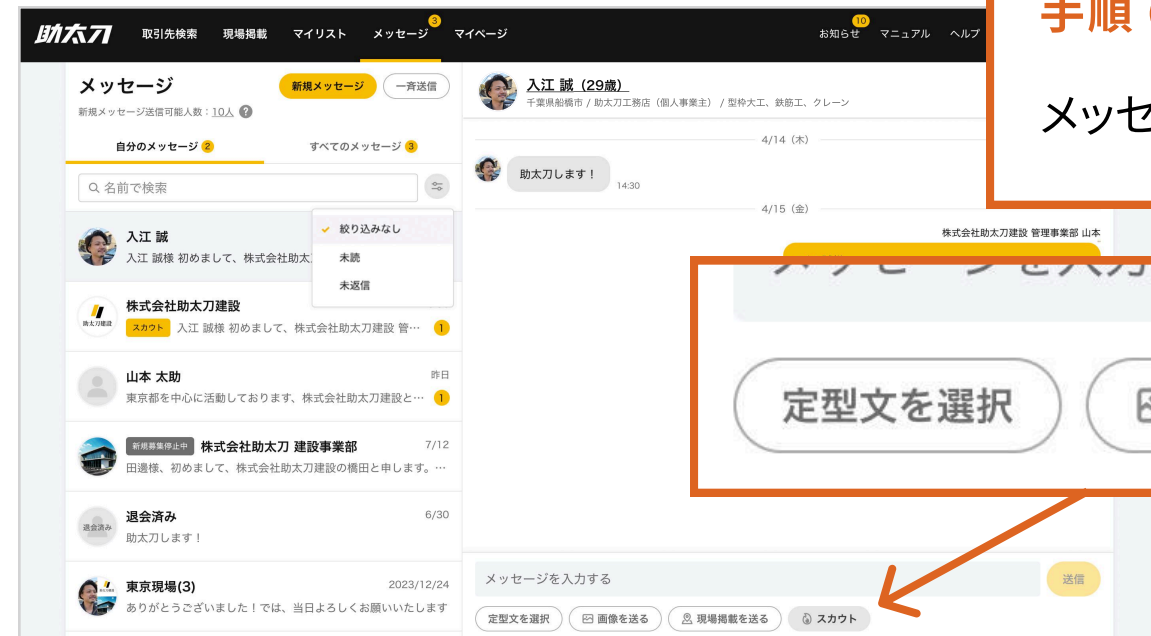 助太刀 取引先検索 現場掲載 マイリスト メッセージ 3 マイページ お知らせ 10 マニュアル ヘルプ
手順
メッセ
メッセージ 新規メッセージ 一斉送信
新規メッセージ送信可能人数：10人 ?
自分のメッセージ 2 すべてのメッセージ 3
名前で検索
絞り込みなし
未読
未返信
入江 誠
入江 誠様 初めまして、株式会社助太
株式会社助太刀建設
助太刀建設
スカウト 入江 誠様 初めまして、株式会社助太刀建設 管… 1
山本 太助 昨日
東京都を中心に活動しております、株式会社助太刀建設と… 1
新規募集停止中 株式会社助太刀 建設事業部 7/12
田邊様、初めまして、株式会社助太刀建設の橋田と申します。…
退会済み 退会済み 6/30
助太刀します！
東京現場(3) 2023/12/24
ありがとうございました！では、当日よろしくお願いいたします
入江 誠（29歳）
千葉県船橋市 / 助太刀工務店（個人事業主） / 型枠大工、鉄筋工、クレーン
4/14（木）
助太刀します！
14:30
4/15（金）
株式会社助太刀建設 管理事業部 山本
メッセージを入力
定型文を選択
メッセージを入力する 送信
定型文を選択 画像を送る 現場掲載を送る スカウト